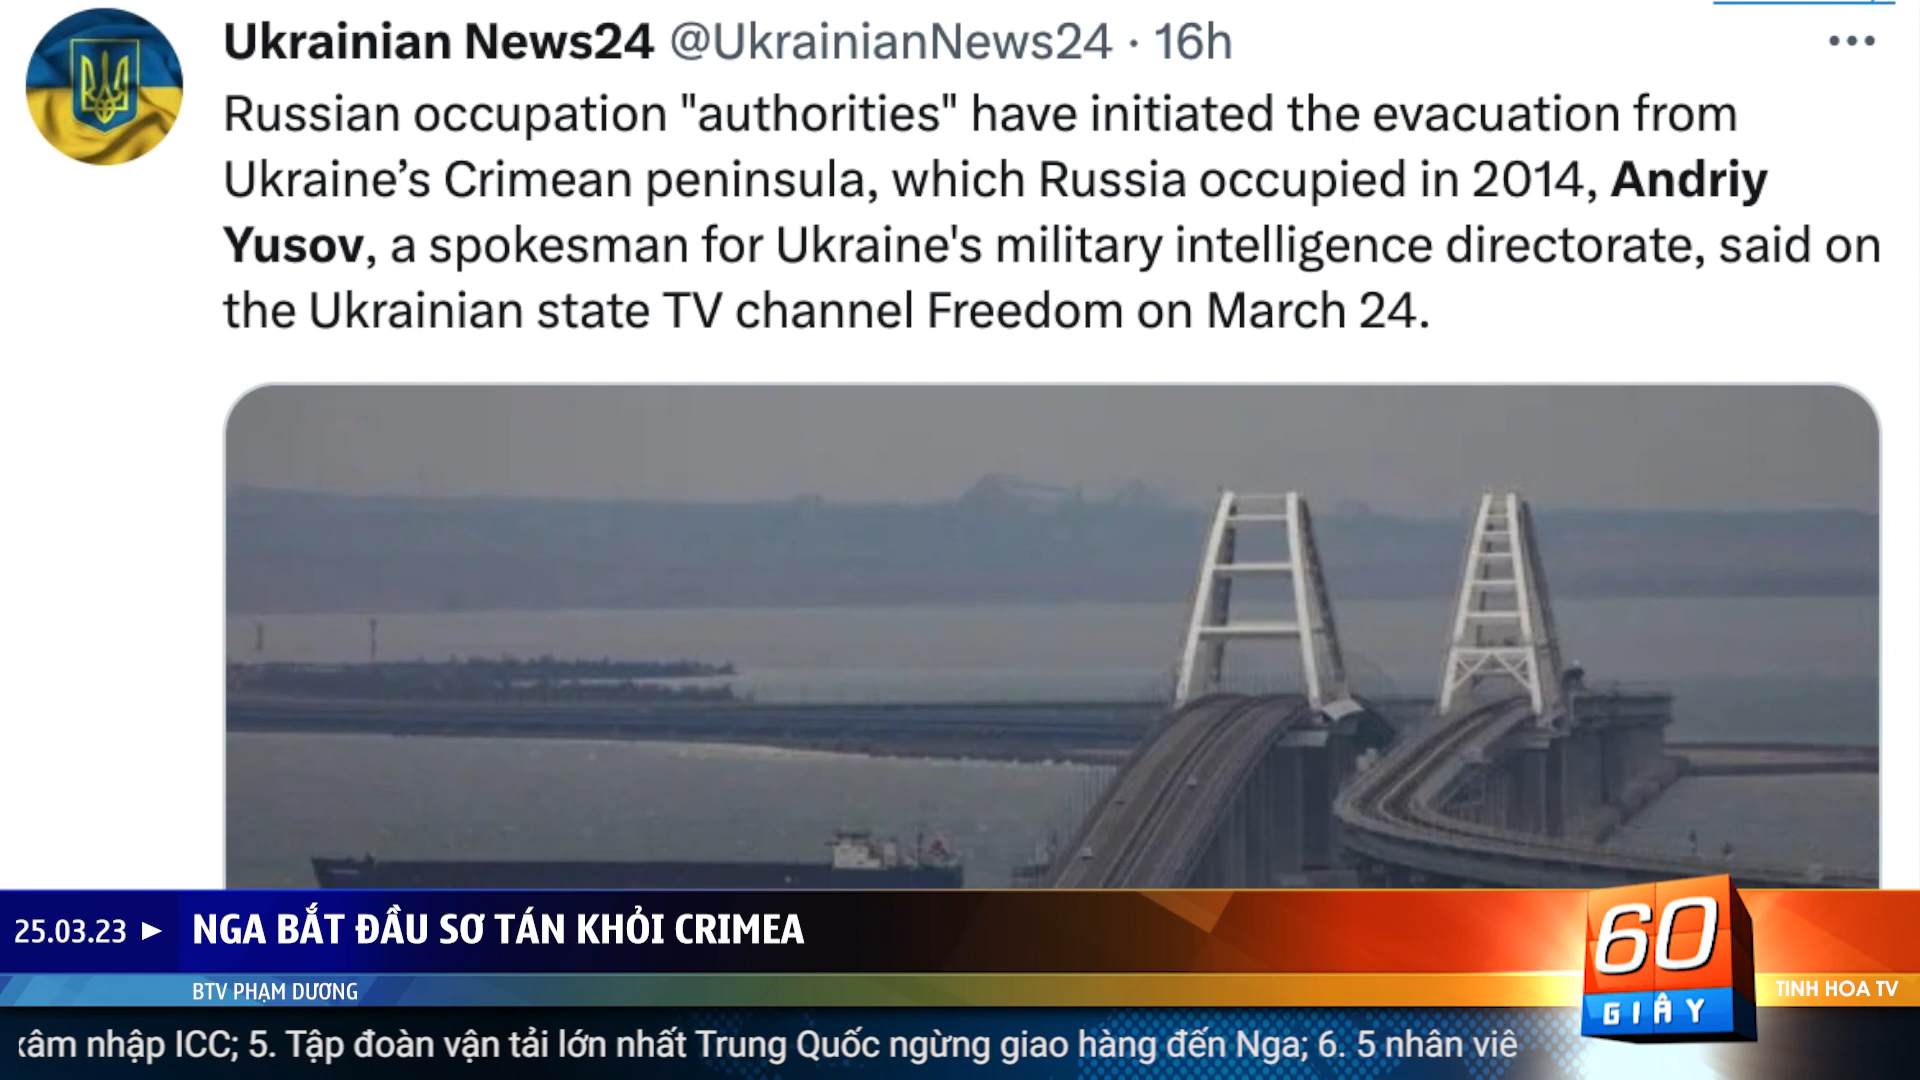 Ukrainian News24 @UkrainianNews24 · 16h
Russian occupation "authorities" have initiated the evacuation from
Ukraine’s Crimean peninsula, which Russia occupied in 2014, Andriy
Yusov, a spokesman for Ukraine's military intelligence directorate, said on
the Ukrainian state TV channel Freedom on March 24.
25.03.23 ► NGA BẮT ĐẦU SƠ TÁN KHỎI CRIMEA
BTV PHẠM DƯƠNG
60
GIÂY
TINH HOA TV
xâm nhập ICC; 5. Tập đoàn vận tải lớn nhất Trung Quốc ngừng giao hàng đến Nga; 6. 5 nhân viê